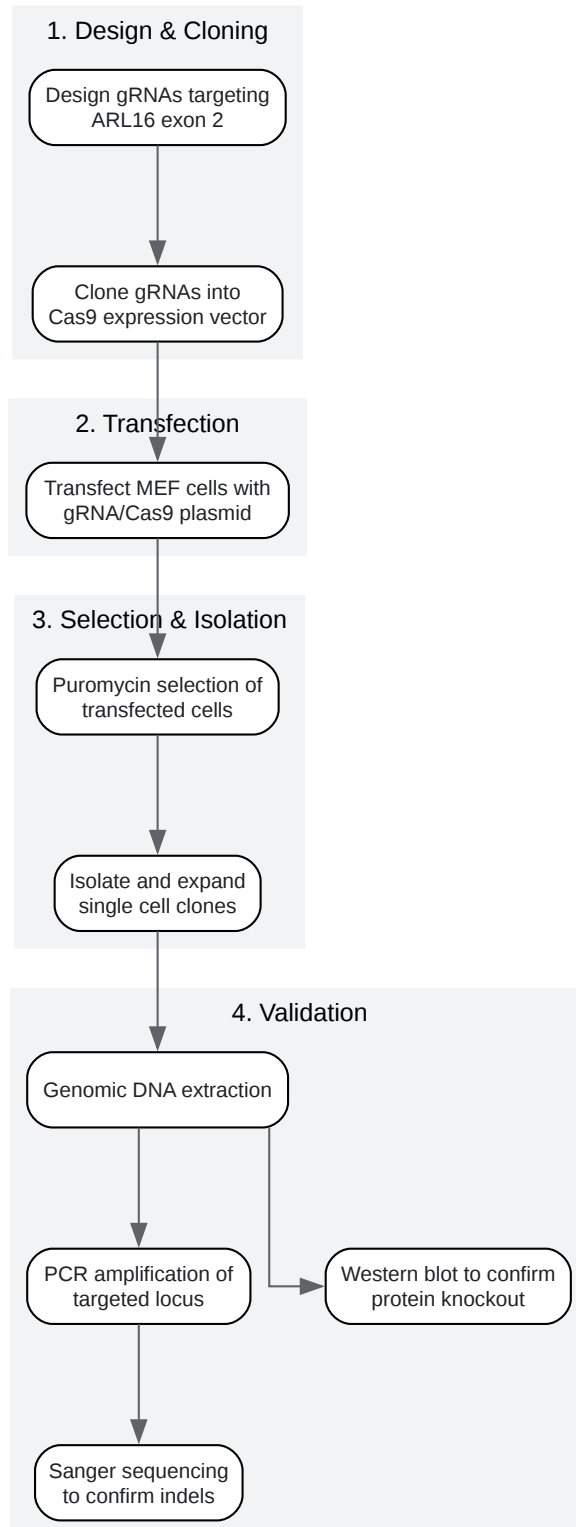 1. Design & Cloning
Design gRNAs targeting
ARL16 exon 2
Clone gRNAs into
Cas9 expression vector
2. Transfection
Transfect MEF cells with
gRNA/Cas9 plasmid
3. Selection & Isolation
Puromycin selection of
transfected cells
Isolate and expand
single cell clones
4. Validation
Genomic DNA extraction
PCR amplification of
targeted locus
Western blot to confirm
protein knockout
Sanger sequencing
to confirm indels